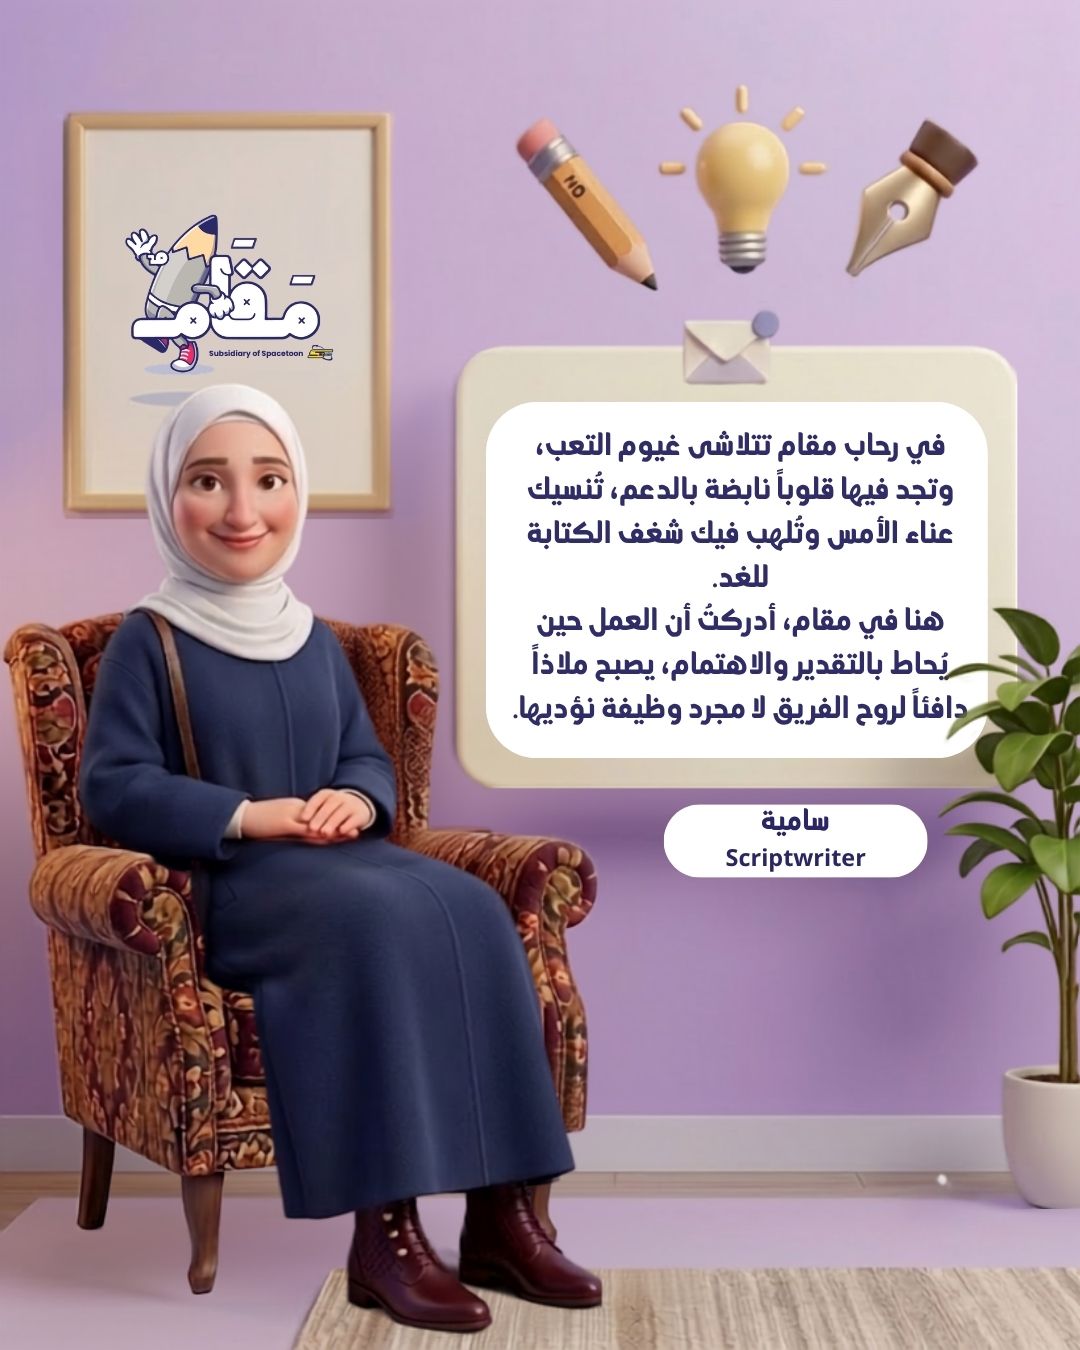 مَقَام
Subsidiary of Spacetoon
NO
في رحاب مقام تتلاشى غيوم التعب،
وتجد فيها قلوباً نابضة بالدعم، تُنسيك
عناء الأمس وتُلهب فيك شغف الكتابة
للغد.
هنا في مقام، أدركتُ أن العمل حين
يُحاط بالتقدير والاهتمام، يصبح ملاذاً
دافئاً لروح الفريق لا مجرد وظيفة نؤديها.
سامية
Scriptwriter